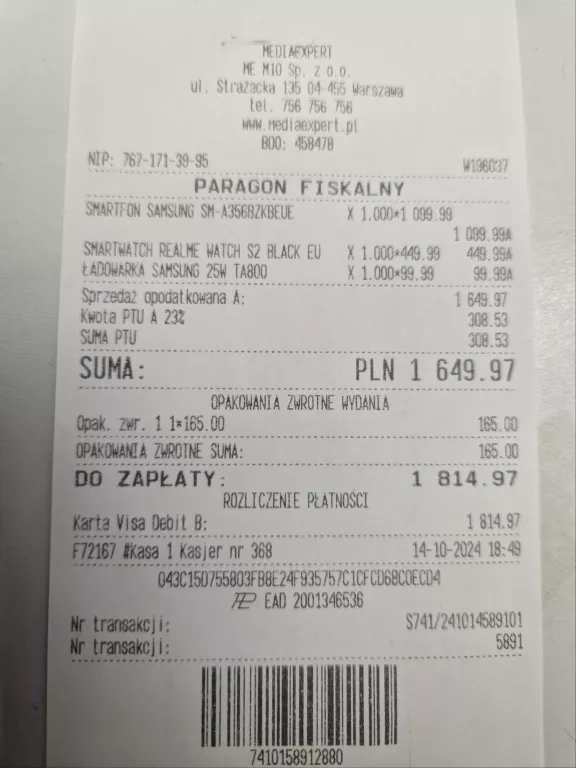 MEDIAEXPERT
ME M10 Sp. z o.o.
ul. Strażacka 135 04-455 Warszawa
tel. 756 756 756
www.mediaexpert.pl
BDO: 458478
NIP: 767-171-39-95 W196037
PARAGON FISKALNY
SMARTFON SAMSUNG SM-A356BZKBEUE X 1.000*1 099.99
1 099.99A
SMARTWATCH REALME WATCH S2 BLACK EU X 1.000*449.99 449.99A
ŁADOWARKA SAMSUNG 25W TA800 X 1.000*99.99 99.99A
Sprzedaż opodatkowana A: 1 649.97
Kwota PTU A 23% 308.53
SUMA PTU 308.53
SUMA: PLN 1 649.97
OPAKOWANIA ZWROTNE WYDANIA
Opak. zwr. 1 1*165.00 165.00
OPAKOWANIA ZWROTNE SUMA: 165.00
DO ZAPŁATY: 1 814.97
ROZLICZENIE PŁATNOŚCI
Karta Visa Debit B: 1 814.97
F72167 #Kasa 1 Kasjer nr 368 14-10-2024 18:49
043C15D755803FB8E24F935757C1CFCD68C0ECD4
EAD 2001346536
Nr transakcji: S741/241014589101
Nr transakcji: 5891
7410158912880